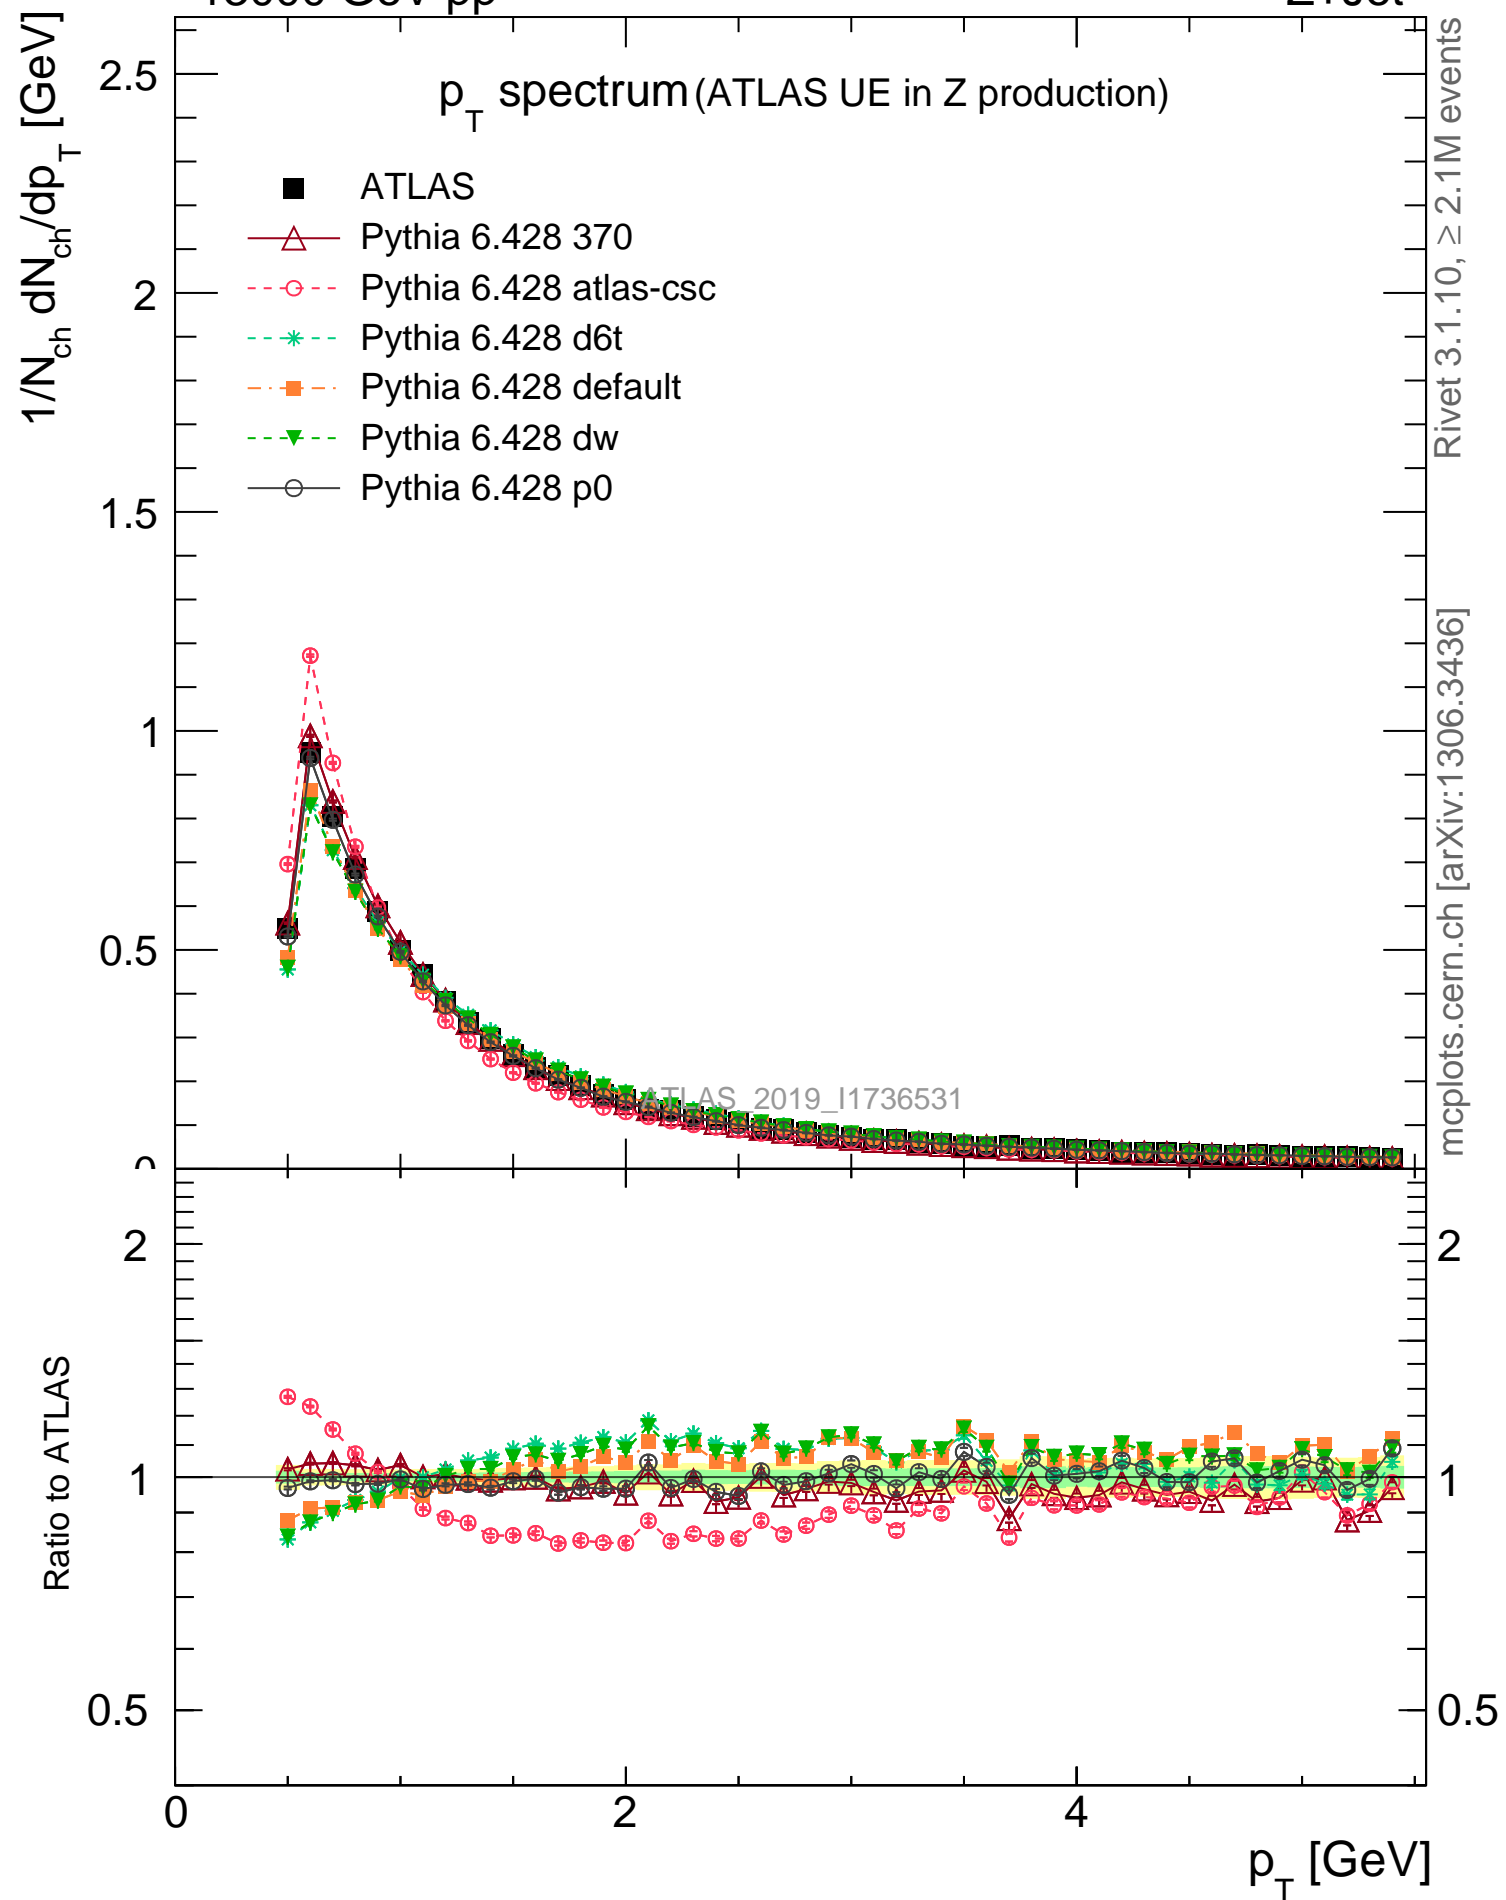 p_T spectrum (ATLAS UE in Z production)
ATLAS
Pythia 6.428 370
Pythia 6.428 atlas-csc
Pythia 6.428 d6t
Pythia 6.428 default
Pythia 6.428 dw
Pythia 6.428 p0
1/N_ch dN_ch/dp_T [GeV]
2.5
2
1.5
1
0.5
0
ATLAS_2019_I1736531
Rivet 3.1.10, ≥ 2.1M events
mcplots.cern.ch [arXiv:1306.3436]
Ratio to ATLAS
2
1
0.5
2
1
0.5
0
2
4
p_T [GeV]